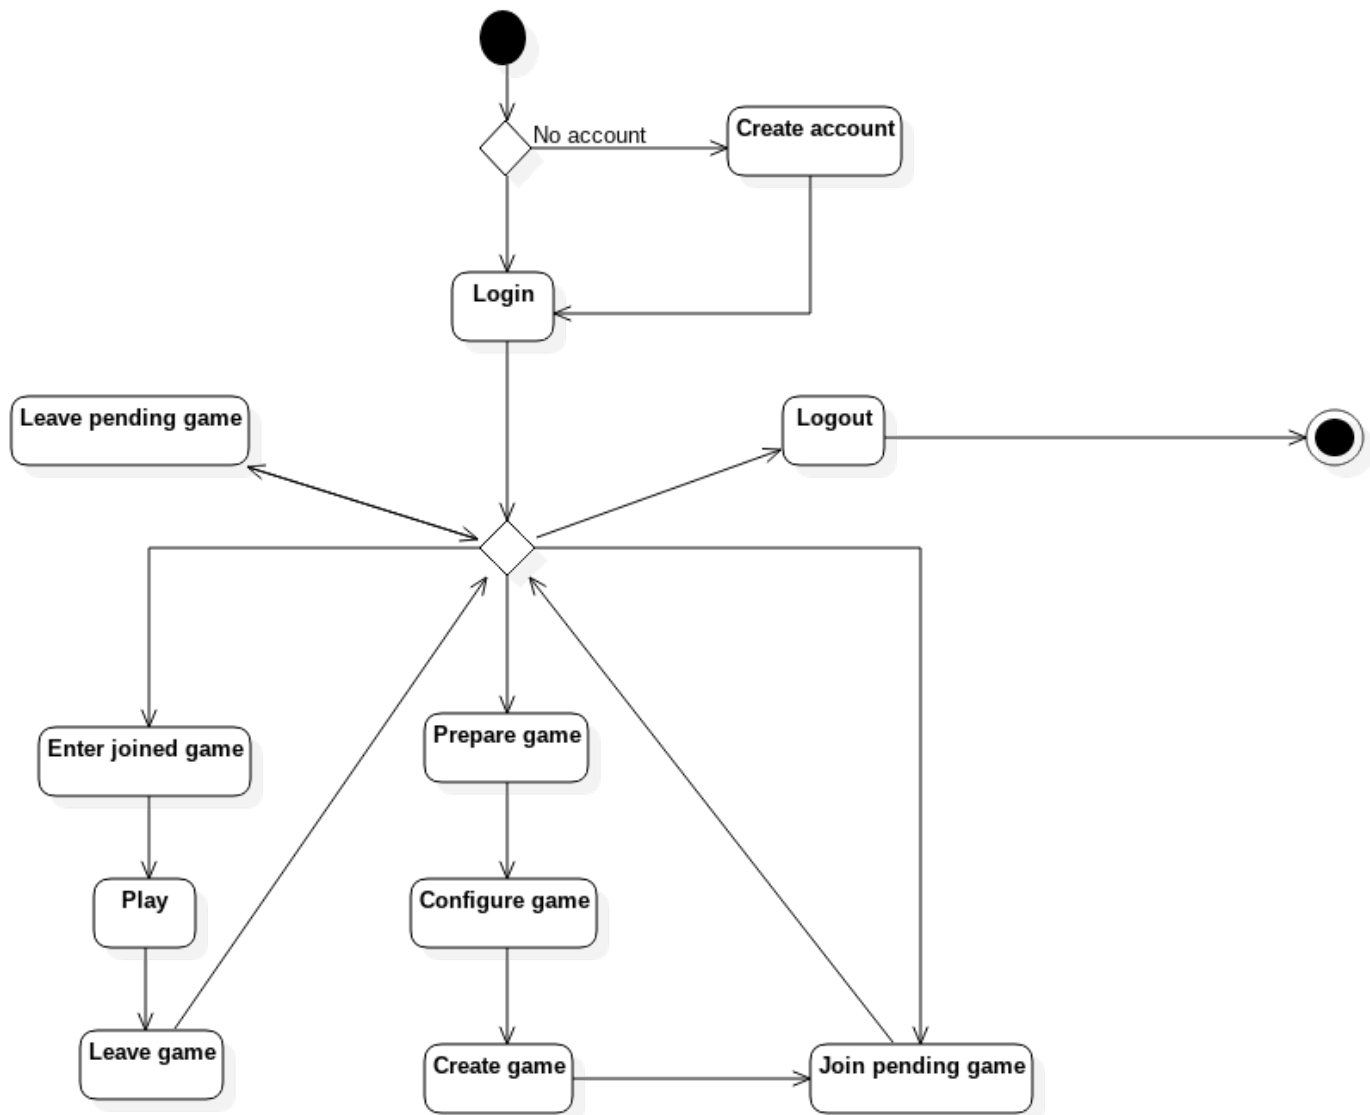 No account
Create account
Login
Leave pending game
Logout
Enter joined game
Prepare game
Play
Configure game
Leave game
Create game
Join pending game